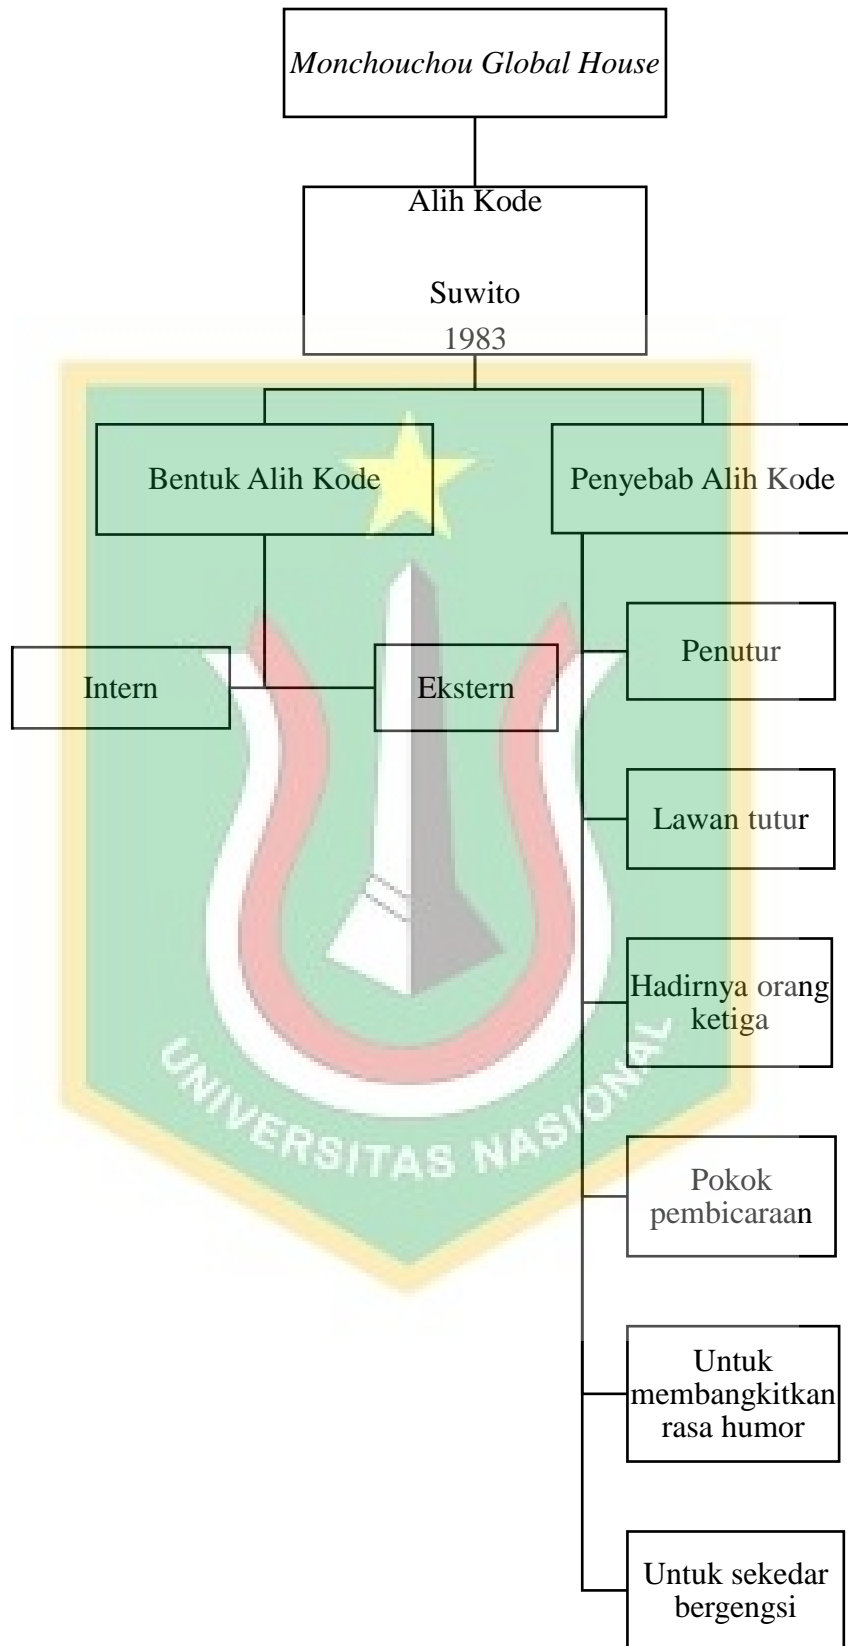 Monchouchou Global House
Alih Kode
Suwito
1983
Bentuk Alih Kode
Penyebab Alih Kode
Intern
Ekstern
Penutur
Lawan tutur
Hadirnya orang
ketiga
Pokok
pembicaraan
Untuk
membangkitkan
rasa humor
Untuk sekedar
bergengsi
UNIVERSITAS NASIONAL